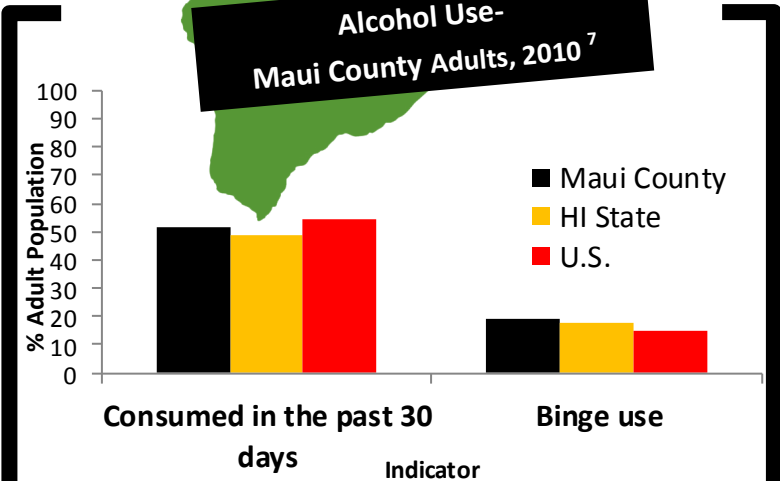 Alcohol Use-
Maui County Adults, 2010 7
% Adult Population
100
90
80
70
60
50
40
30
20
10
0
Maui County
HI State
U.S.
Consumed in the past 30
days
Binge use
Indicator